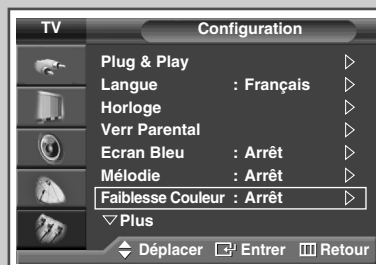 TV Configuration
Plug & Play
Langue : Français
Horloge
Verr Parental
Ecran Bleu : Arrêt
Mélodie : Arrêt
Faiblesse Couleur : Arrêt
Plus
Déplacer Entrer Retour